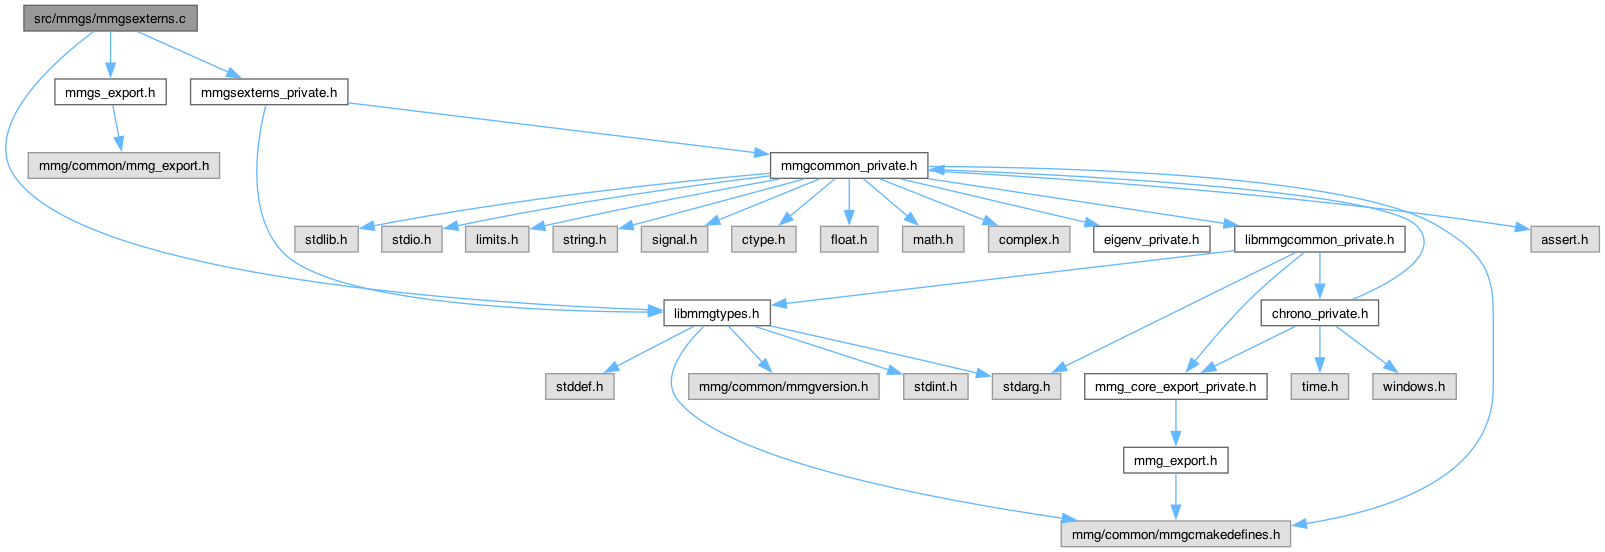 src/mmgs/mmgsexterns.c
mmgs_export.h
mmgsexterns_private.h
mmg/common/mmg_export.h
mmgcommon_private.h
stdlib.h
stdio.h
limits.h
string.h
signal.h
ctype.h
float.h
math.h
complex.h
eigenv_private.h
libmmgcommon_private.h
assert.h
libmmgtypes.h
chrono_private.h
stddef.h
mmg/common/mmgversion.h
stdint.h
stdarg.h
mmg_core_export_private.h
time.h
windows.h
mmg_export.h
mmg/common/mmgcmakedefines.h